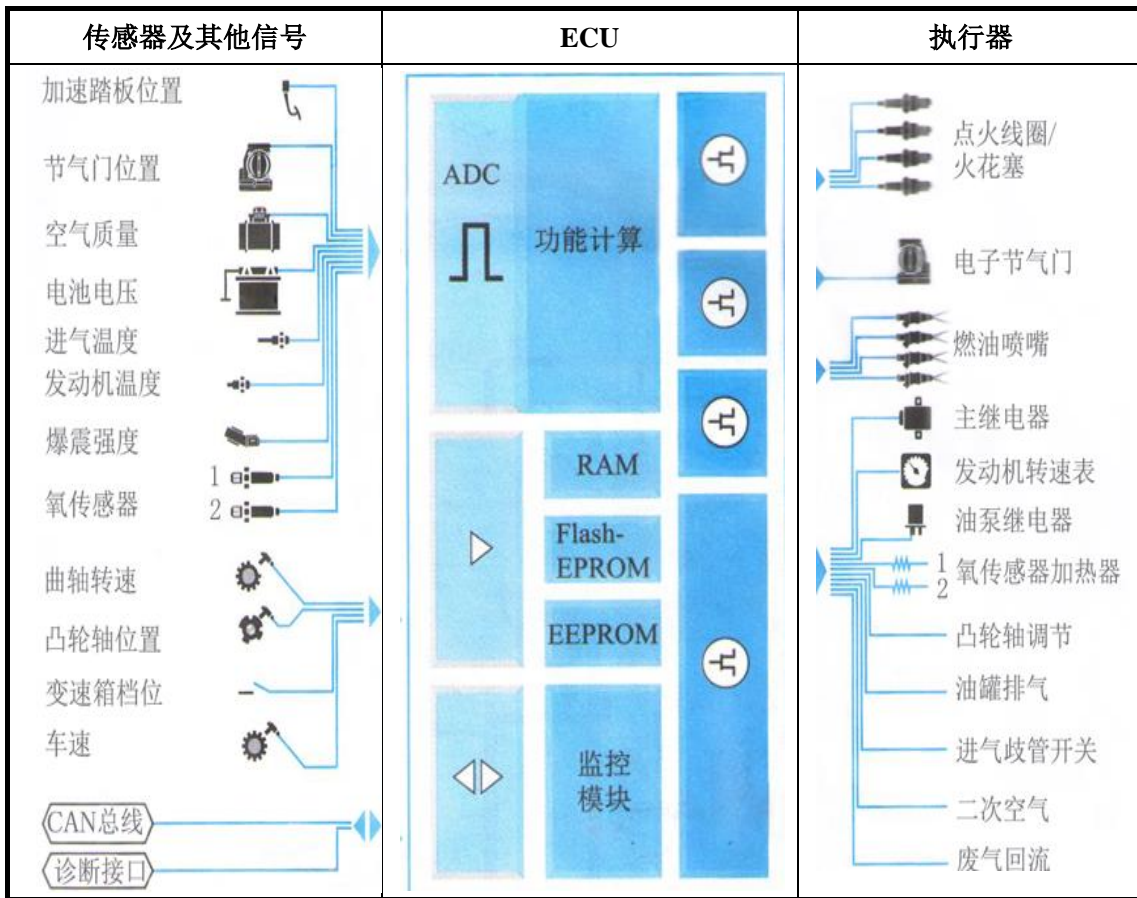 传感器及其他信号
ECU
执行器
加速踏板位置
节气门位置
空气质量
电池电压
进气温度
发动机温度
爆震强度
1
氧传感器 2
曲轴转速
凸轮轴位置
变速箱档位
车速
CAN总线
诊断接口
ADC
功能计算
RAM
Flash-
EPROM
EEPROM
监控
模块
点火线圈/
火花塞
电子节气门
燃油喷嘴
主继电器
发动机转速表
油泵继电器
1
2 氧传感器加热器
凸轮轴调节
油罐排气
进气歧管开关
二次空气
废气回流